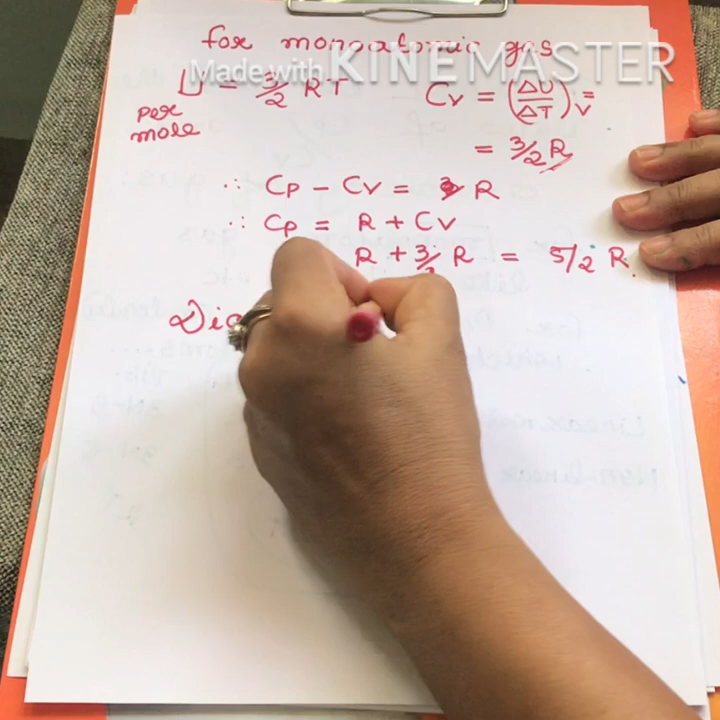 for monoatomic gas
Made with KINEMASTER
U = 3/2 RT
per mole
Cv = (ΔU/ΔT)v =
= 3/2 R
∴ Cp - Cv = R
∴ Cp = R + Cv
R + 3/2 R = 5/2 R.